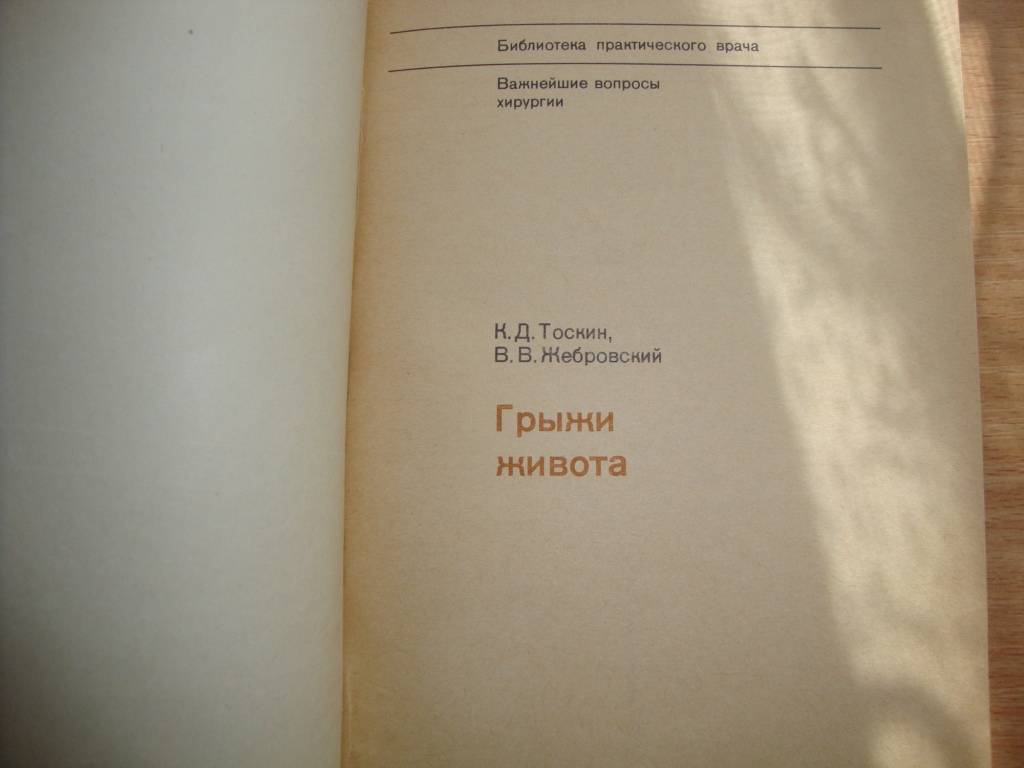 Библиотека практического врача
Важнейшие вопросы
хирургии
К. Д. Тоскин,
В. В. Жебровский
Грыжи
живота